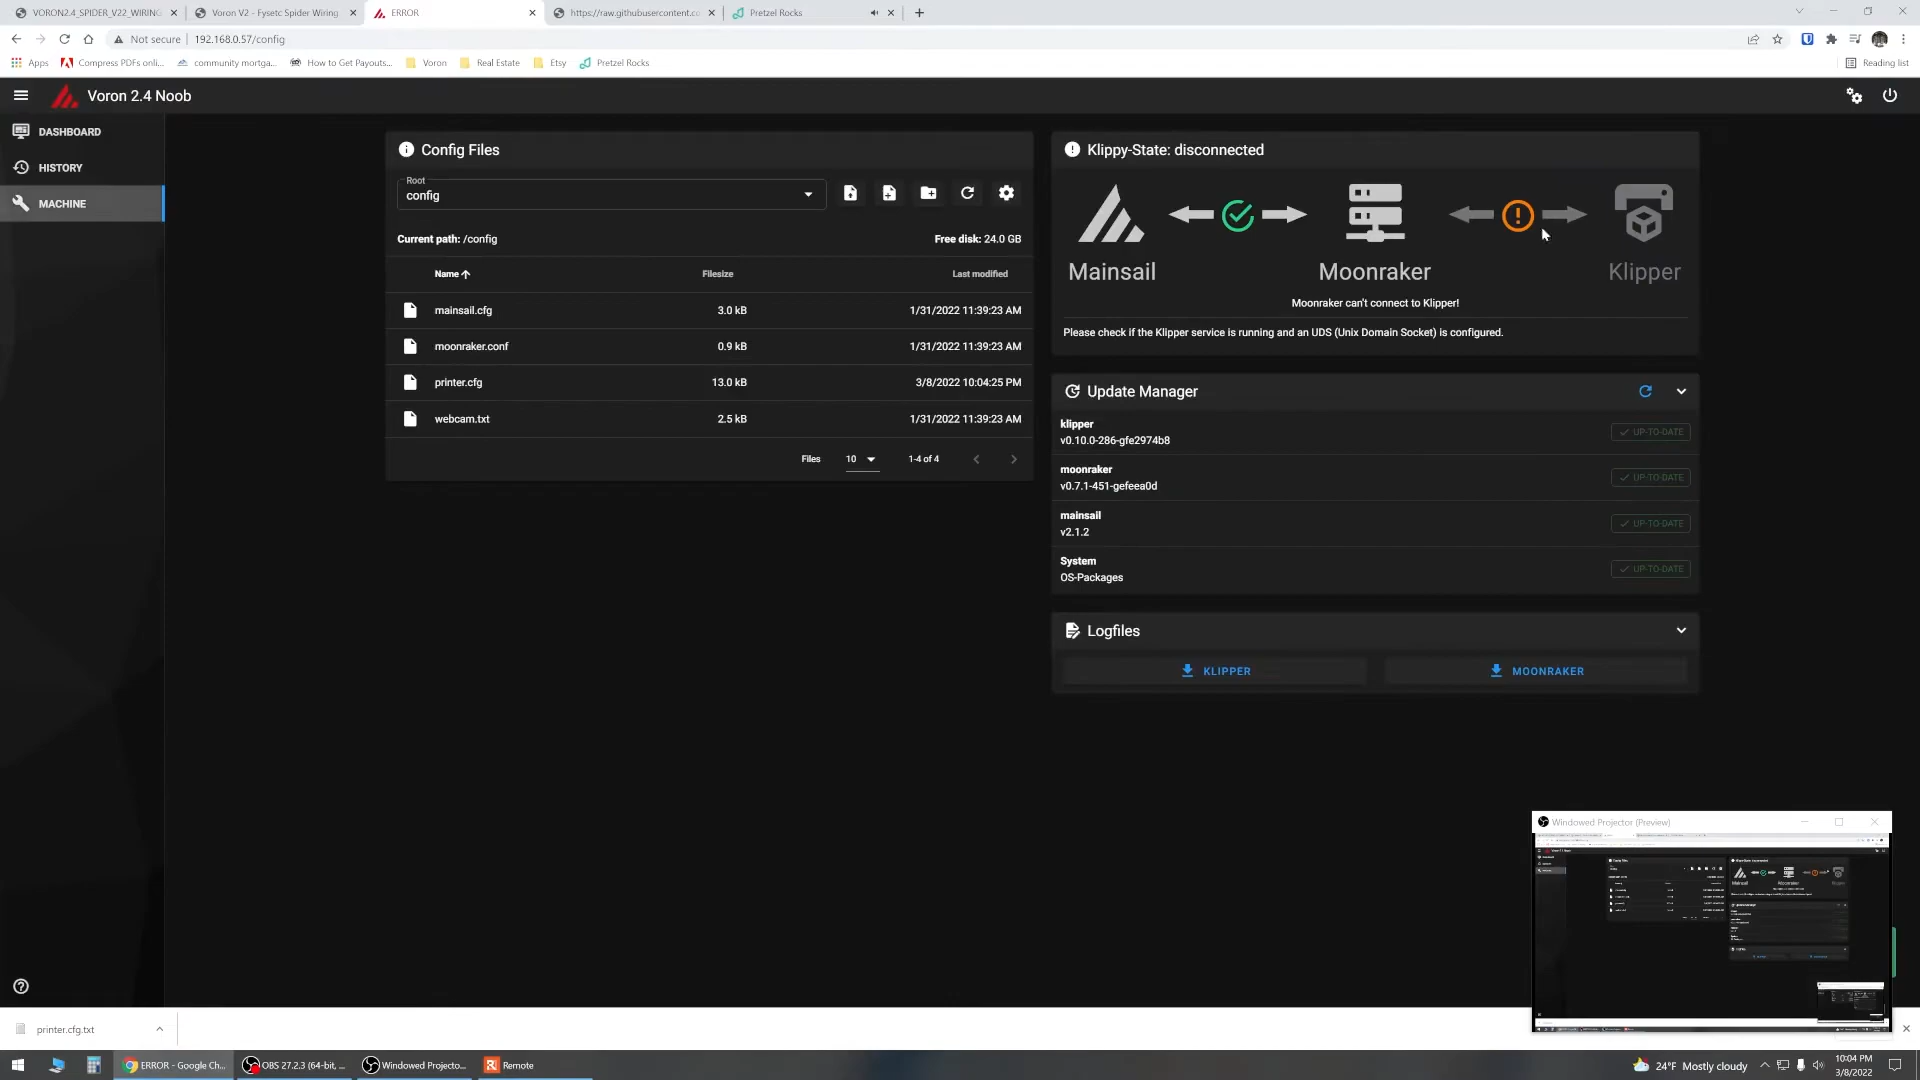 VORON2.4_SPIDER_V22_WIRING
Voron V2 - Fysetc Spider Wiring
ERROR
https://raw.githubusercontent.co
Pretzel Rocks
Not secure
192.168.0.57/config
Apps
Compress PDFs onli...
community mortga...
How to Get Payouts...
Voron
Real Estate
Etsy
Pretzel Rocks
Reading list
Voron 2.4 Noob
DASHBOARD
HISTORY
MACHINE
Config Files
Root
config
Current path: /config
Free disk: 24.0 GB
Name
Filesize
Last modified
mainsail.cfg
3.0 kB
1/31/2022 11:39:23 AM
moonraker.conf
0.9 kB
1/31/2022 11:39:23 AM
printer.cfg
13.0 kB
3/8/2022 10:04:25 PM
webcam.txt
2.5 kB
1/31/2022 11:39:23 AM
Files
10
1-4 of 4
Klippy-State: disconnected
Mainsail
Moonraker
Klipper
Moonraker can't connect to Klipper!
Please check if the Klipper service is running and an UDS (Unix Domain Socket) is configured.
Update Manager
klipper
v0.10.0-286-gfe2974b8
UP-TO-DATE
moonraker
v0.7.1-451-gefeea0d
UP-TO-DATE
mainsail
v2.1.2
UP-TO-DATE
System
OS-Packages
UP-TO-DATE
Logfiles
KLIPPER
MOONRAKER
Windowed Projector (Preview)
printer.cfg.txt
ERROR - Google Ch...
OBS 27.2.3 (64-bit, ...
Windowed Projecto...
Remote
24°F Mostly cloudy
10:04 PM
3/8/2022